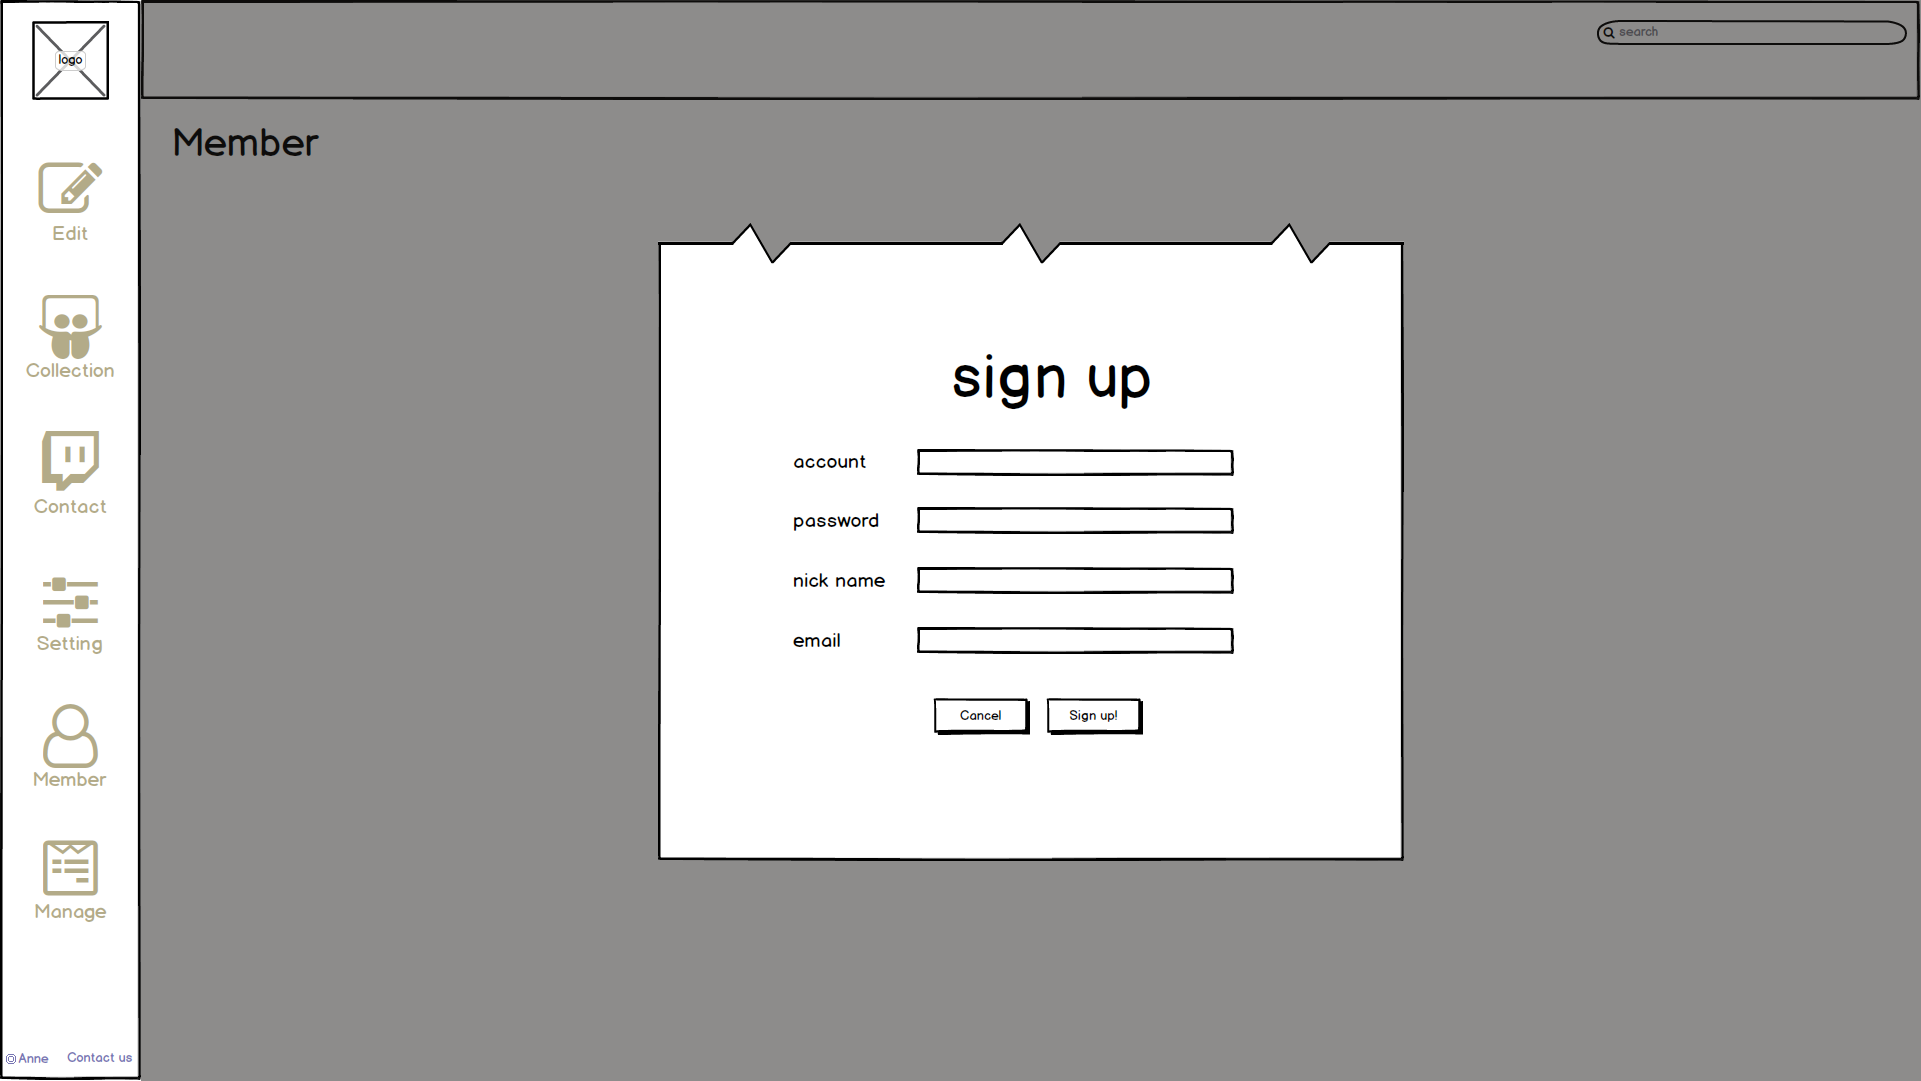 logo
search
Member
Edit
Collection
Contact
Setting
Member
Manage
© Anne
Contact us
sign up
account
password
nick name
email
Cancel
Sign up!